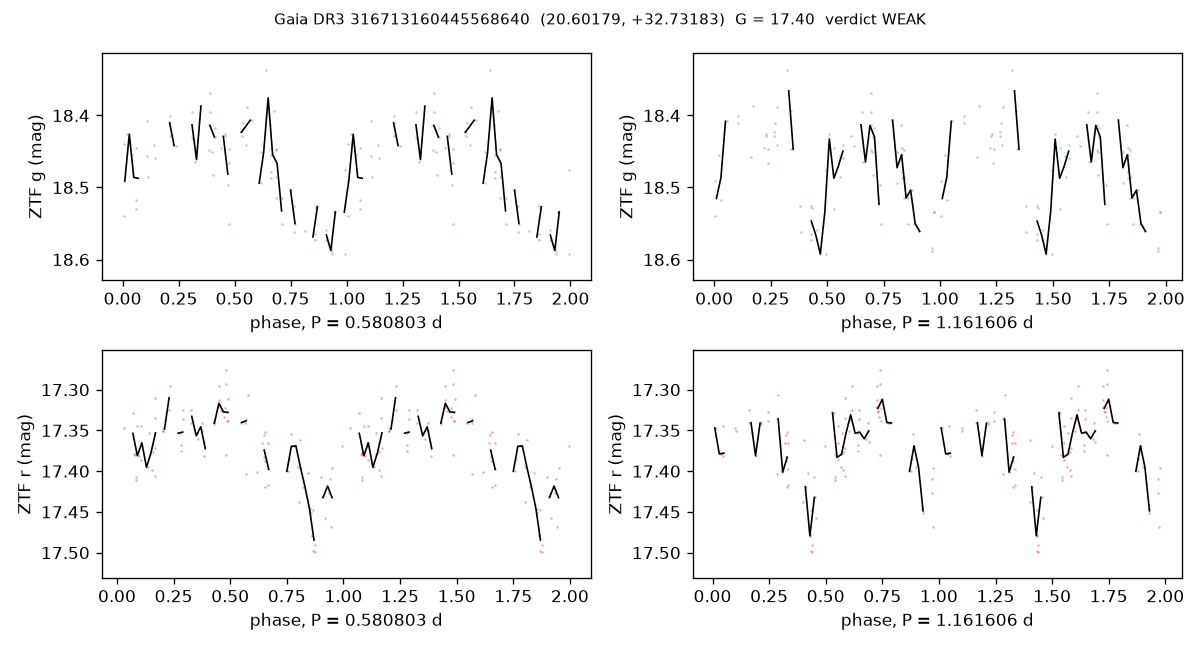 Gaia DR3 316713160445568640 (20.60179, +32.73183) G = 17.40 verdict WEAK
ZTF g (mag)
18.4
18.5
18.6
0.00 0.25 0.50 0.75 1.00 1.25 1.50 1.75 2.00
phase, P = 0.580803 d
ZTF g (mag)
18.4
18.5
18.6
0.00 0.25 0.50 0.75 1.00 1.25 1.50 1.75 2.00
phase, P = 1.161606 d
ZTF r (mag)
17.30
17.35
17.40
17.45
17.50
0.00 0.25 0.50 0.75 1.00 1.25 1.50 1.75 2.00
phase, P = 0.580803 d
ZTF r (mag)
17.30
17.35
17.40
17.45
17.50
0.00 0.25 0.50 0.75 1.00 1.25 1.50 1.75 2.00
phase, P = 1.161606 d